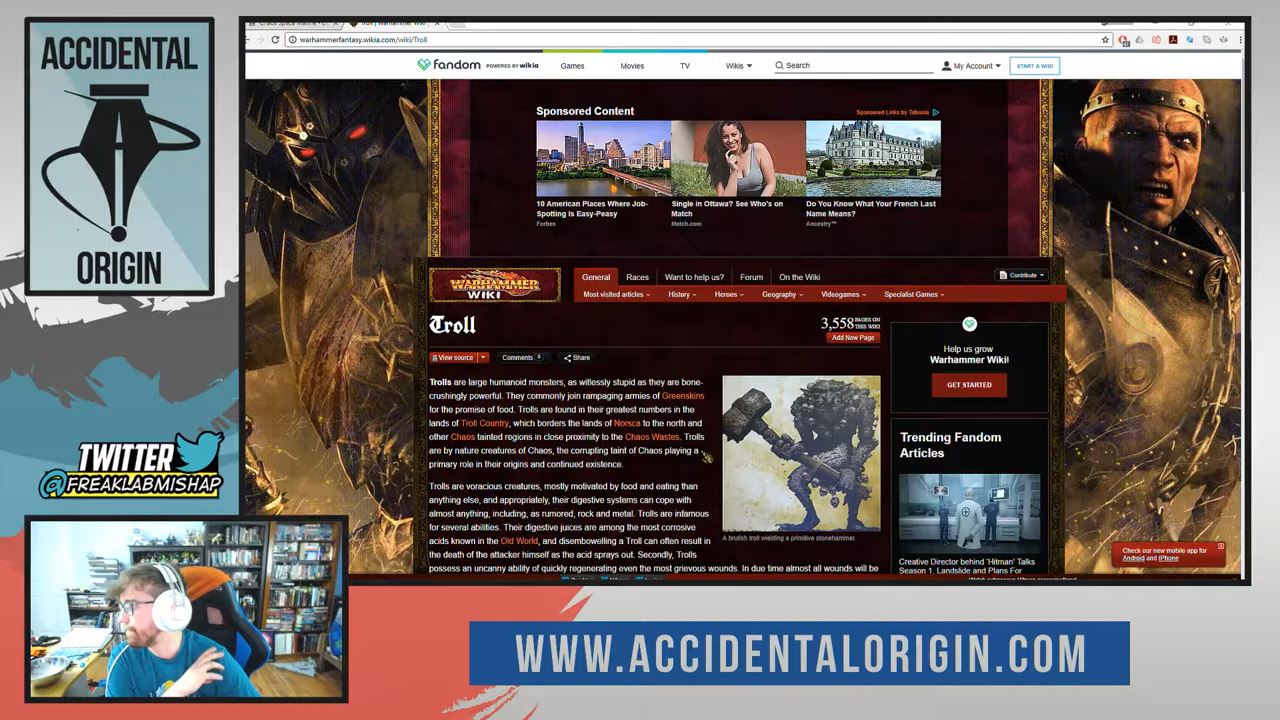 ACCIDENTAL
ORIGIN
TWITTER
@FREAKLABMISHAP
Troll | Warhammer Wiki
warhammerfantasy.wikia.com/wiki/Troll
fandom POWERED BY wikia
Games
Movies
TV
Wikis
Search
My Account
START A WIKI
Sponsored Content
Sponsored Links by Taboola
10 American Places Where Job-
Spotting Is Easy-Peasy
Forbes
Single in Ottawa? See Who's on
Match
Match.com
Do You Know What Your French Last
Name Means?
Ancestry™
WARHAMMER
WIKI
General
Races
Want to help us?
Forum
On the Wiki
Contribute
Most visited articles
History
Heroes
Geography
Videogames
Specialist Games
Troll
3,558 PAGES ON
THIS WIKI
Add New Page
View source
Comments 0
Share
Trolls are large humanoid monsters, as witlessly stupid as they are bone-
crushingly powerful. They commonly join rampaging armies of Greenskins
for the promise of food. Trolls are found in their greatest numbers in the
lands of Troll Country, which borders the lands of Norsca to the north and
other Chaos tainted regions in close proximity to the Chaos Wastes. Trolls
are by nature creatures of Chaos, the corrupting taint of Chaos playing a
primary role in their origins and continued existence.
Trolls are voracious creatures, mostly motivated by food and eating than
anything else, and appropriately, their digestive systems can cope with
almost anything, including, as rumored, rock and metal. Trolls are infamous
for several abilities. Their digestive juices are among the most corrosive
acids known in the Old World, and disembowelling a Troll can often result in
the death of the attacker himself as the acid sprays out. Secondly, Trolls
possess an uncanny ability of quickly regenerating even the most grievous wounds. In due time almost all wounds will be
A brutish troll wielding a primitive stonehammer.
Help us grow
Warhammer Wiki!
GET STARTED
Trending Fandom
Articles
Creative Director behind 'Hitman' Talks
Season 1, Landslide and Plans For
Check our new mobile app for
Android and iPhone
WWW.ACCIDENTALORIGIN.COM